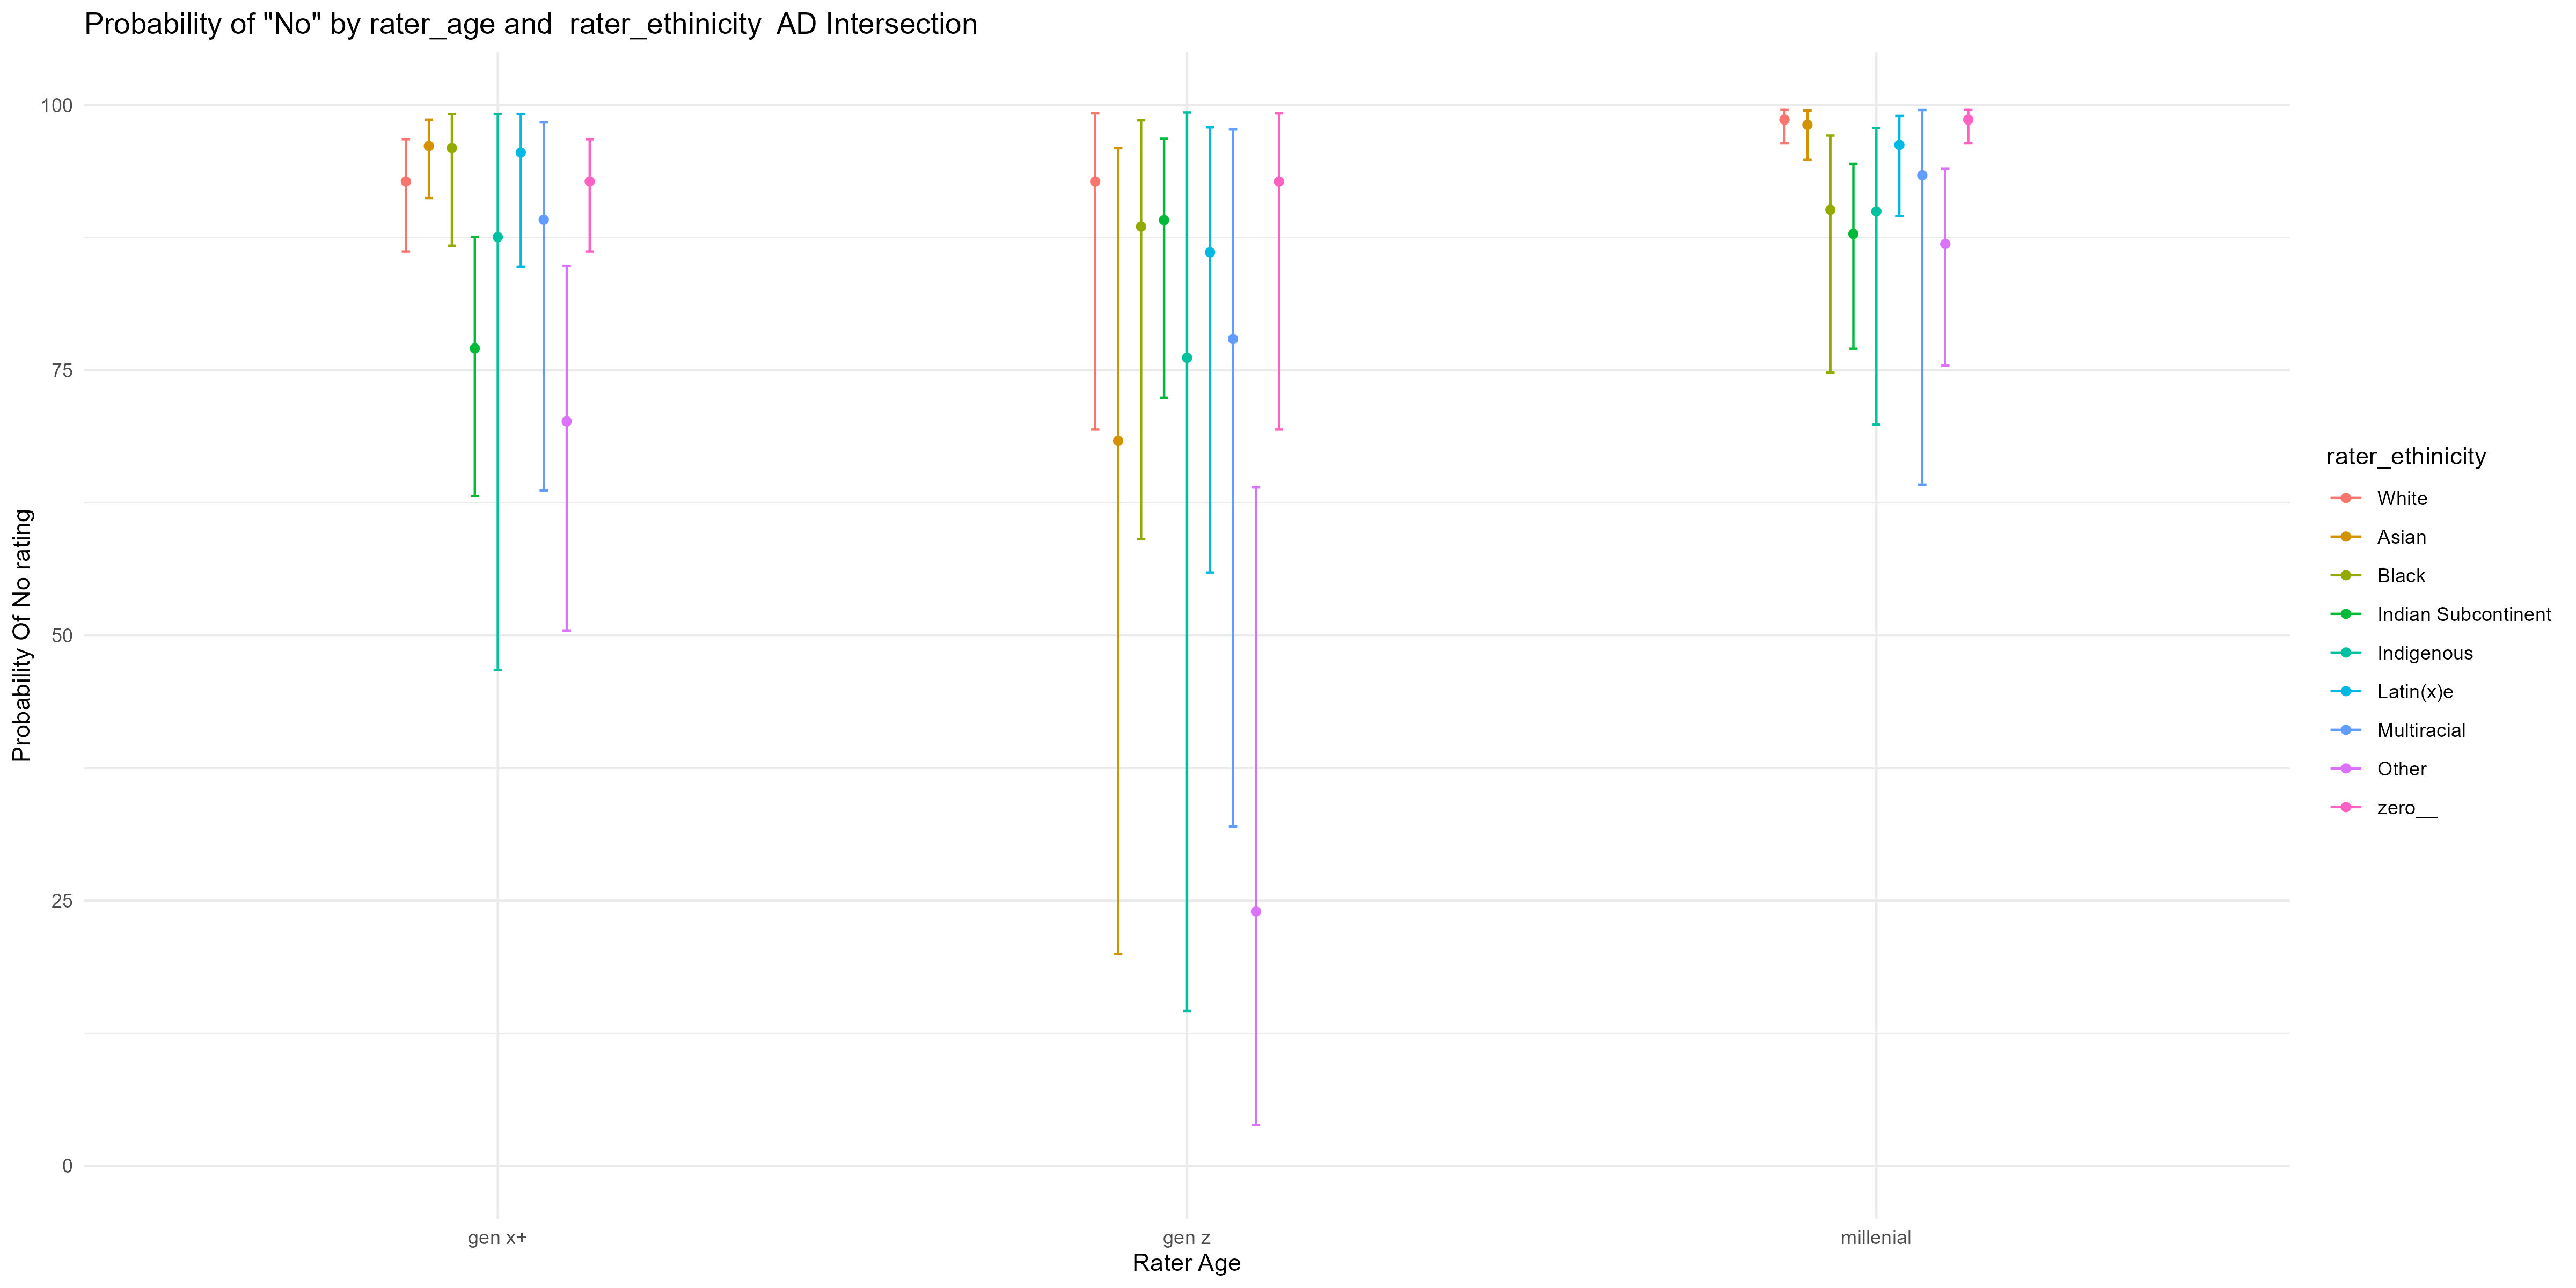 Probability of "No" by rater_age and  rater_ethinicity  AD Intersection
100
75
50
25
0
Probability Of No rating
gen x+
gen z
millenial
Rater Age
rater_ethinicity
White
Asian
Black
Indian Subcontinent
Indigenous
Latin(x)e
Multiracial
Other
zero__